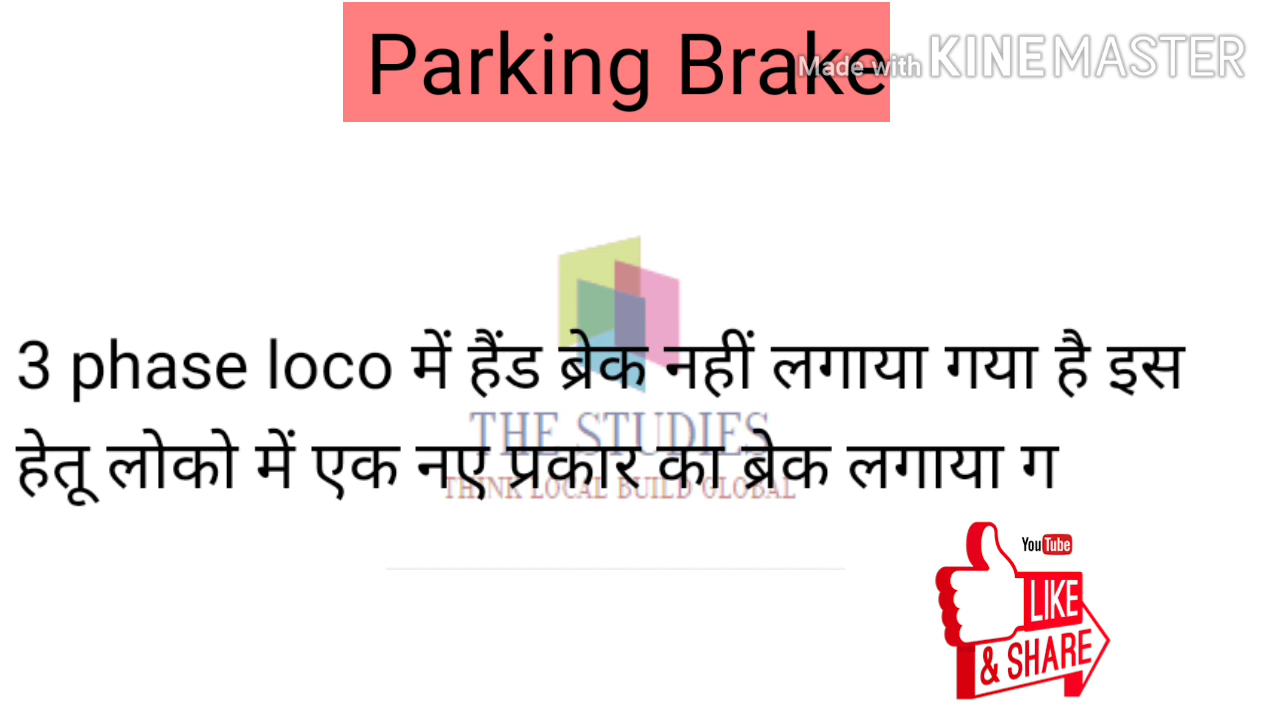 Parking Brake
Made with KINEMASTER
3 phase loco में हैंड ब्रेक नहीं लगाया गया है इस
हेतू लोको में एक नए प्रकार का ब्रेक लगाया ग
THE STUDIES
THINK LOCAL BUILD GLOBAL
YouTube
LIKE
& SHARE